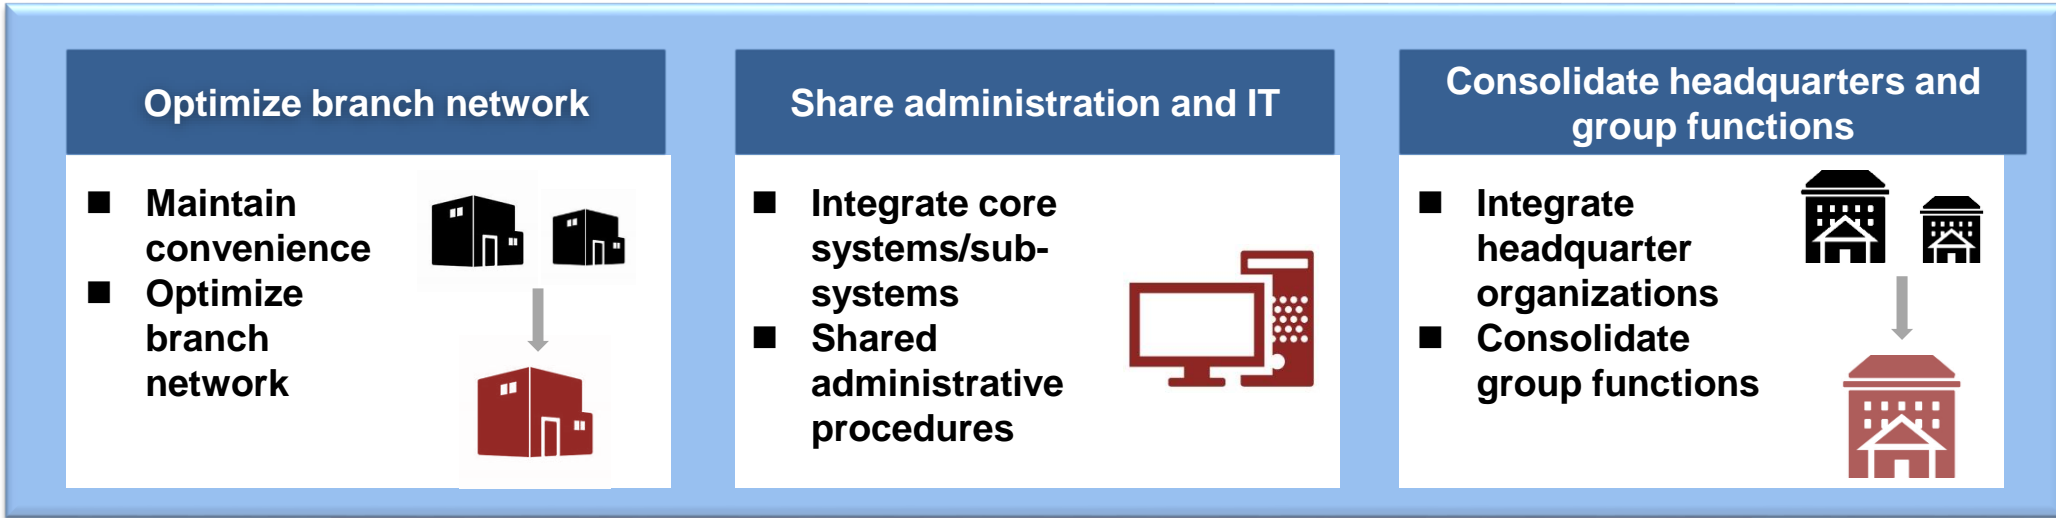 Optimize branch network
■ Maintain
convenience
■ Optimize
branch
network
Share administration and IT
■ Integrate core
systems/sub-
systems
■ Shared
administrative
procedures
Consolidate headquarters and
group functions
■ Integrate
headquarter
organizations
■ Consolidate
group functions